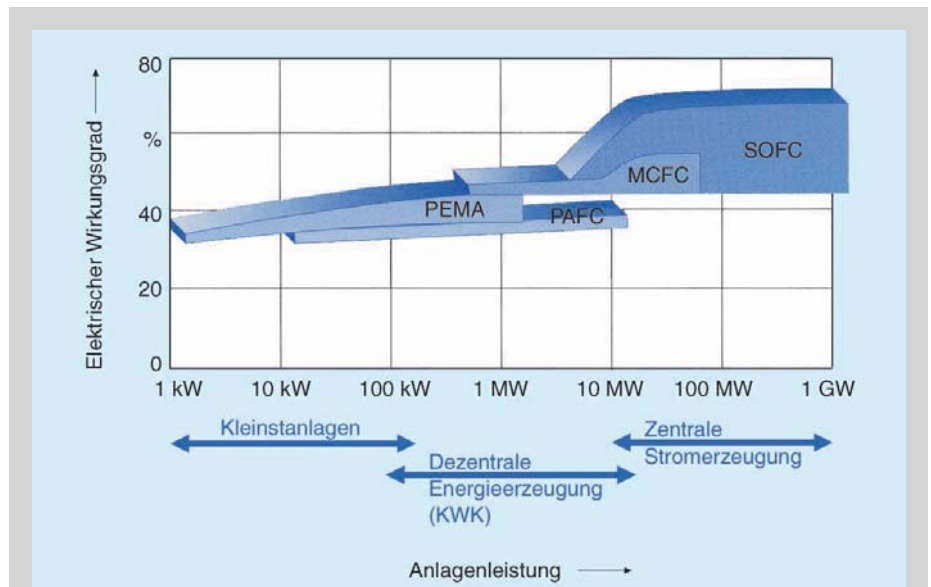 Elektrischer Wirkungsgrad
80
%
40
20
0
SOFC
MCFC
PEMA
PAFC
1 kW 10 kW 100 kW 1 MW 10 MW 100 MW 1 GW
Kleinstanlagen
Dezentrale
Energieerzeugung
(KWK)
Zentrale
Stromerzeugung
Anlagenleistung